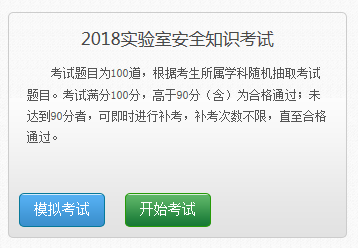 2018实验室安全知识考试
考试题目为100道，根据考生所属学科随机抽取考试
题目。考试满分100分，高于90分（含）为合格通过；未
达到90分者，可即时进行补考，补考次数不限，直至合格
通过。
模拟考试
开始考试